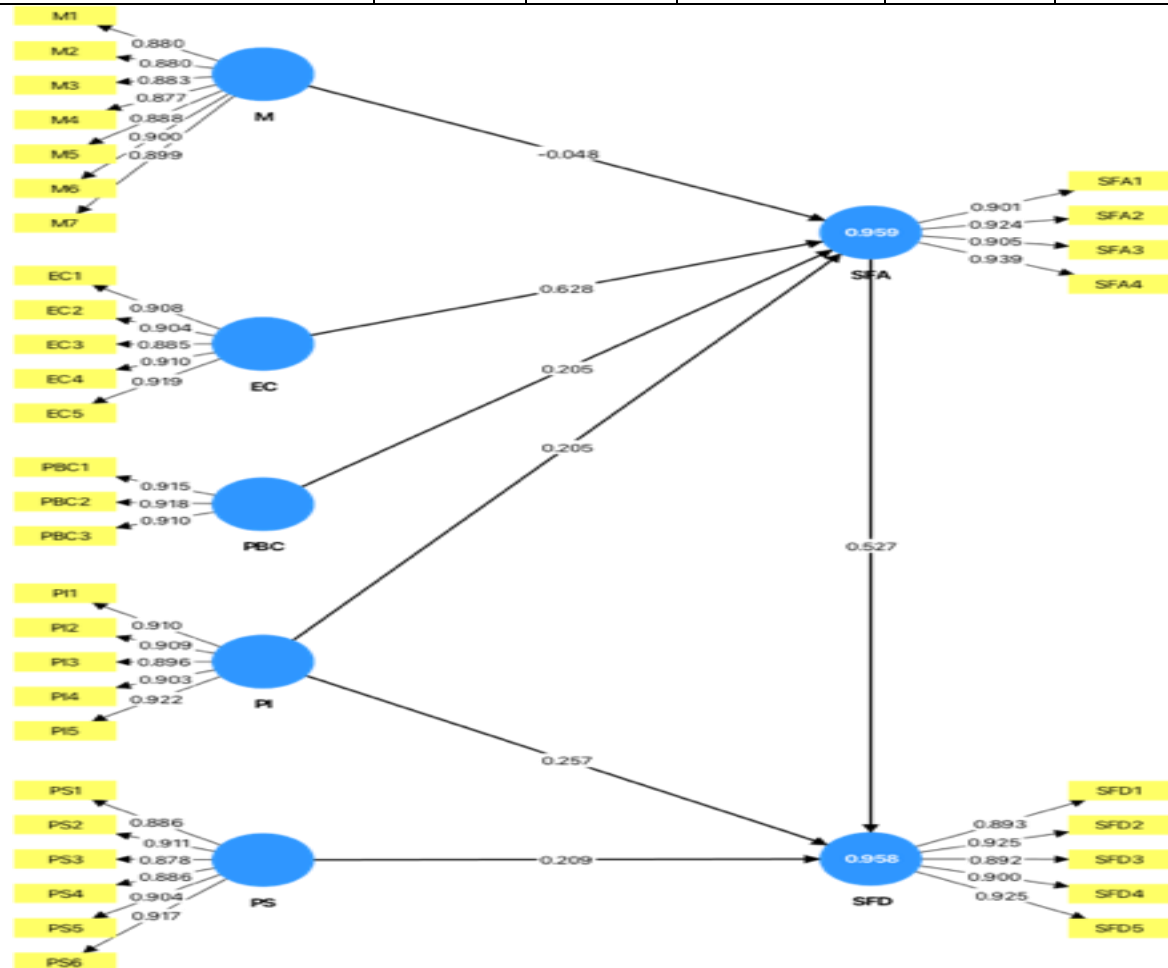 M1
0.880
M2
0.880
M3
0.883
M4
0.877
M5
0.888
M6
0.900
M7
0.899
M
-0.048
EC1
0.908
EC2
0.904
EC3
0.885
EC4
0.910
EC5
0.919
EC
0.628
PBC1
0.915
PBC2
0.918
PBC3
0.910
PBC
0.205
PI1
0.910
PI2
0.909
PI3
0.896
PI4
0.903
PI5
0.922
PI
0.205
0.257
PS1
0.886
PS2
0.911
PS3
0.878
PS4
0.886
PS5
0.904
PS6
0.917
PS
0.209
0.959
SFA
SFA1
0.901
SFA2
0.924
SFA3
0.905
SFA4
0.939
0.527
0.958
SFD
SFD1
0.893
SFD2
0.925
SFD3
0.892
SFD4
0.900
SFD5
0.925